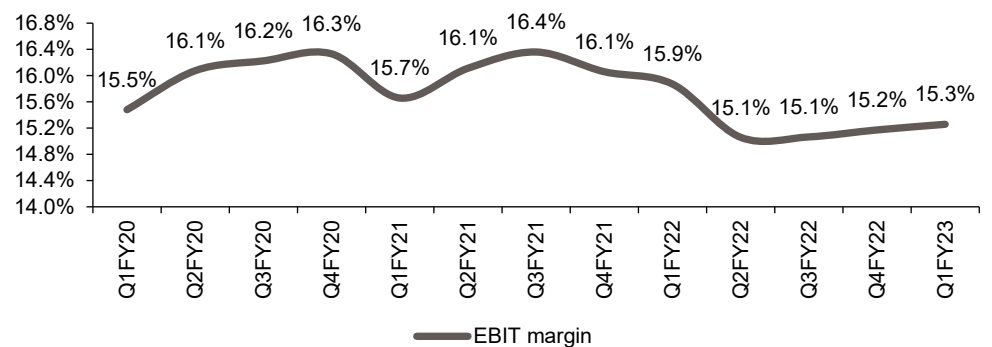 16.8%
16.4%
16.0%
15.6%
15.2%
14.8%
14.4%
14.0%
15.5%
16.1%
16.2%
16.3%
15.7%
16.1%
16.4%
16.1%
15.9%
15.1%
15.1%
15.2%
15.3%
Q1FY20
Q2FY20
Q3FY20
Q4FY20
Q1FY21
Q2FY21
Q3FY21
Q4FY21
Q1FY22
Q2FY22
Q3FY22
Q4FY22
Q1FY23
EBIT margin